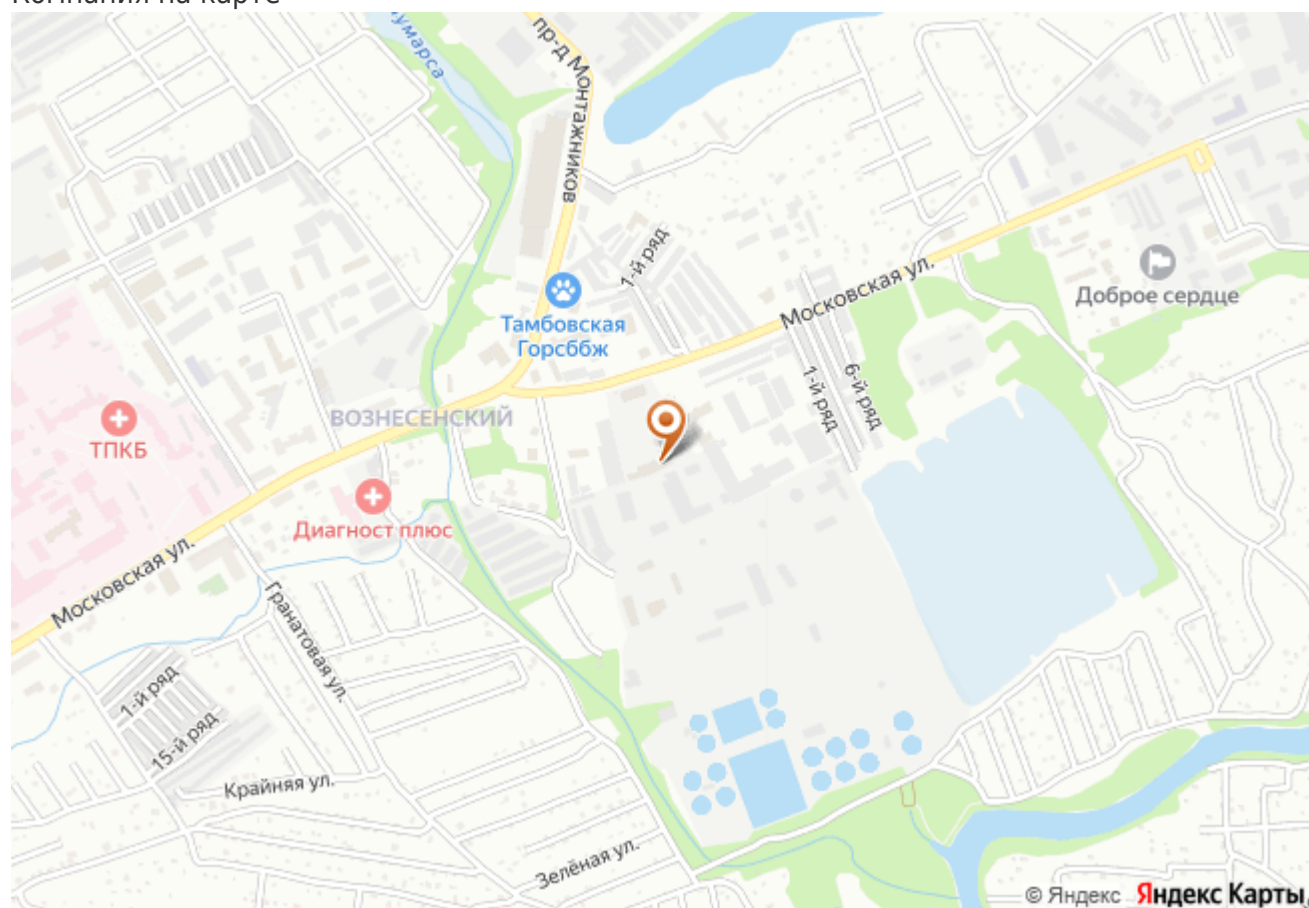 Компания на карте
умарса
пр-д Монтажников
1-й ряд
Московская ул.
Доброе сердце
Тамбовская
Горсббж
1-й ряд
6-й ряд
ВОЗНЕСЕНСКИЙ
ТПКБ
Диагност плюс
Московская ул.
Гранатовая ул.
1-й ряд
15-й ряд
Крайняя ул.
Зелёная ул.
© Яндекс Яндекс Карты